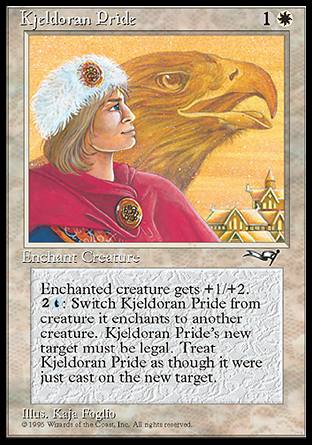 Kjeldoran Pride 1
Enchant Creature
Enchanted creature gets +1/+2.
2 : Switch Kjeldoran Pride from
creature it enchants to another
creature. Kjeldoran Pride's new
target must be legal. Treat
Kjeldoran Pride as though it were
just cast on the new target.
Illus. Kaja Foglio
© 1996 Wizards of the Coast, Inc. All rights reserved.